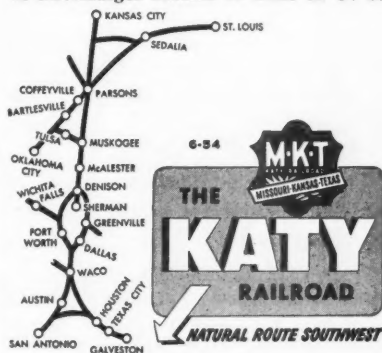 KANSAS CITY
ST. LOUIS
SEDALIA
COFFEYVILLE
PARSONS
BARTLESVILLE
TULSA
MUSKOGEE
OKLAHOMA
CITY
McALESTER
WICHITA
FALLS
DENISON
SHERMAN
GREENVILLE
FORT
WORTH
DALLAS
WACO
AUSTIN
HOUSTON
TEXAS CITY
SAN ANTONIO
GALVESTON
6-54
M·K·T
MISSOURI-KANSAS-TEXAS
THE
KATY
RAILROAD
NATURAL ROUTE SOUTHWEST